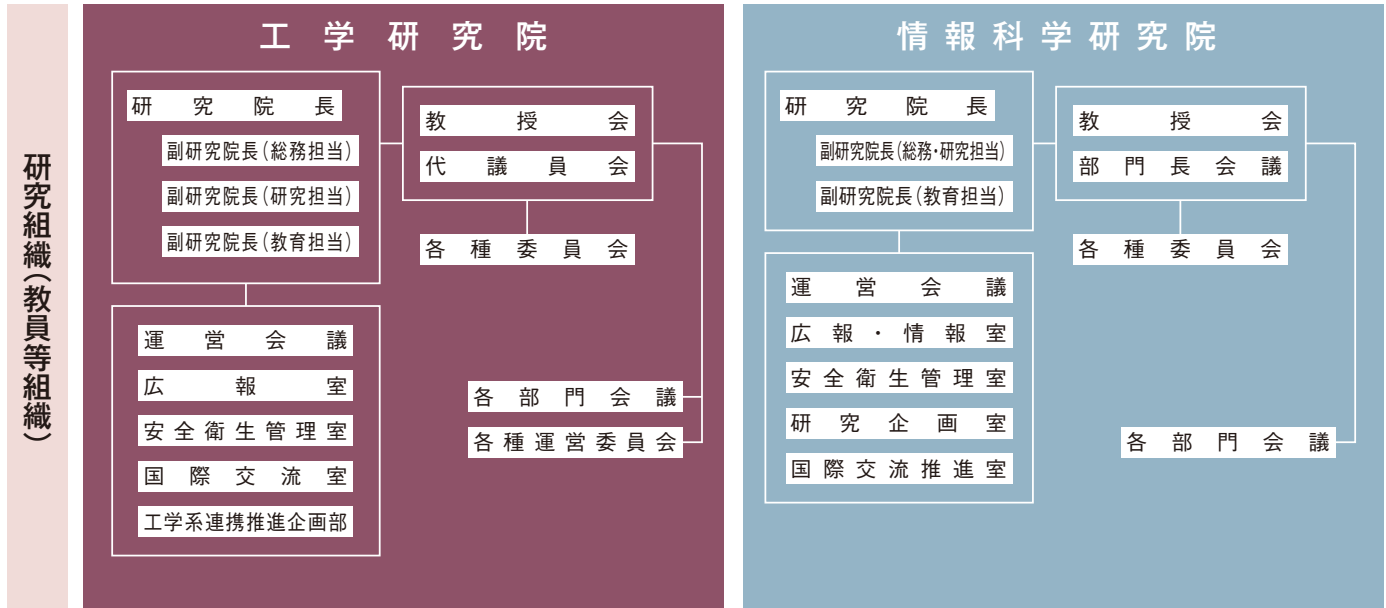 研究組織(教員等組織)
工学研究院
研究院長
副研究院長(総務担当)
副研究院長(研究担当)
副研究院長(教育担当)
教授会
代議員会
各種委員会
運営会議
広報室
安全衛生管理室
国際交流室
工学系連携推進企画部
各部門会議
各種運営委員会
情報科学研究院
研究院長
副研究院長(総務・研究担当)
副研究院長(教育担当)
教授会
部門長会議
各種委員会
運営会議
広報・情報室
安全衛生管理室
研究企画室
国際交流推進室
各部門会議